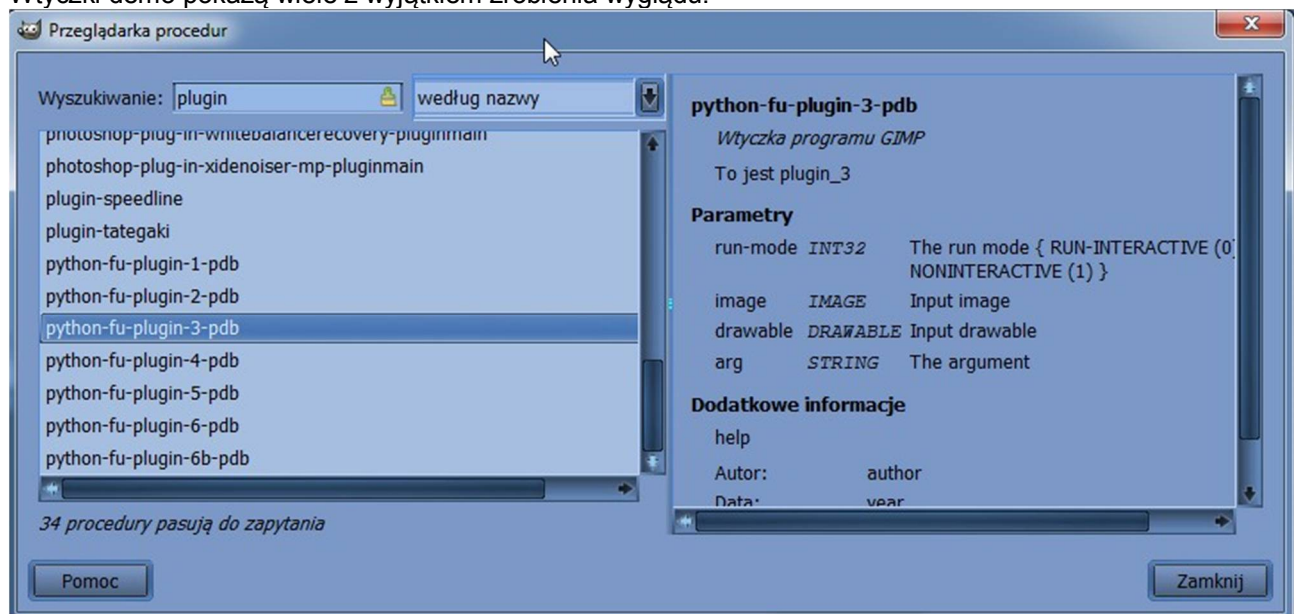 Wtyczki demo pokażą wiele z wyjątkiem zrobienia wyglądu.
Przeglądarka procedur
Wyszukiwanie: plugin według nazwy
photoshop-plug-in-whitebalancerecovery-pluginmain
photoshop-plug-in-xidenoiser-mp-pluginmain
plugin-speedline
plugin-tategaki
python-fu-plugin-1-pdb
python-fu-plugin-2-pdb
python-fu-plugin-3-pdb
python-fu-plugin-4-pdb
python-fu-plugin-5-pdb
python-fu-plugin-6-pdb
python-fu-plugin-6b-pdb
34 procedury pasują do zapytania
python-fu-plugin-3-pdb
Wtyczka programu GIMP
To jest plugin_3
Parametry
run-mode INT32 The run mode { RUN-INTERACTIVE (0)
NONINTERACTIVE (1) }
image IMAGE Input image
drawable DRAWABLE Input drawable
arg STRING The argument
Dodatkowe informacje
help
Autor: author
Data: year
Pomoc
Zamknij